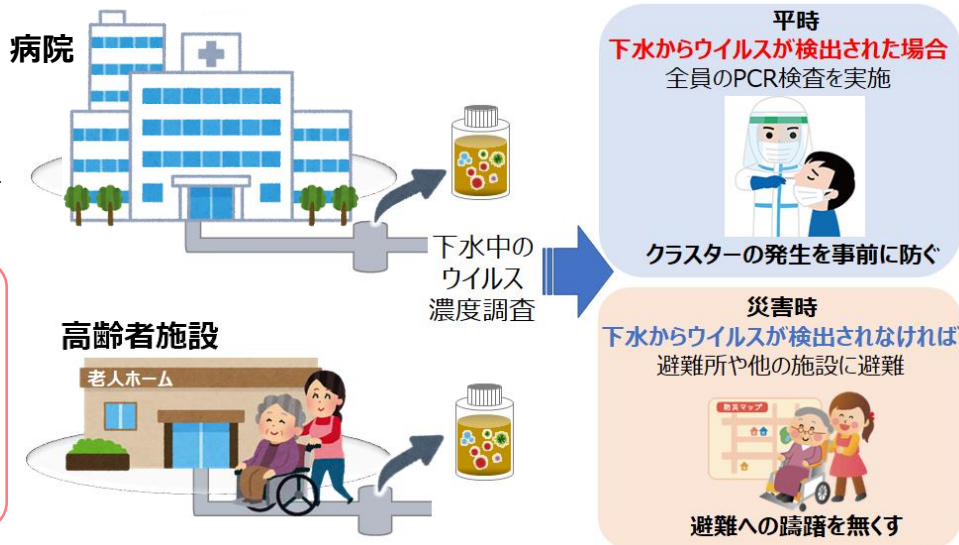 病院
下水中の
ウイルス
濃度調査
高齢者施設
老人ホーム
平時
下水からウイルスが検出された場合
全員のPCR検査を実施
クラスターの発生を事前に防ぐ
災害時
下水からウイルスが検出されなければ
避難所や他の施設に避難
防災マップ
避難への躊躇を無くす